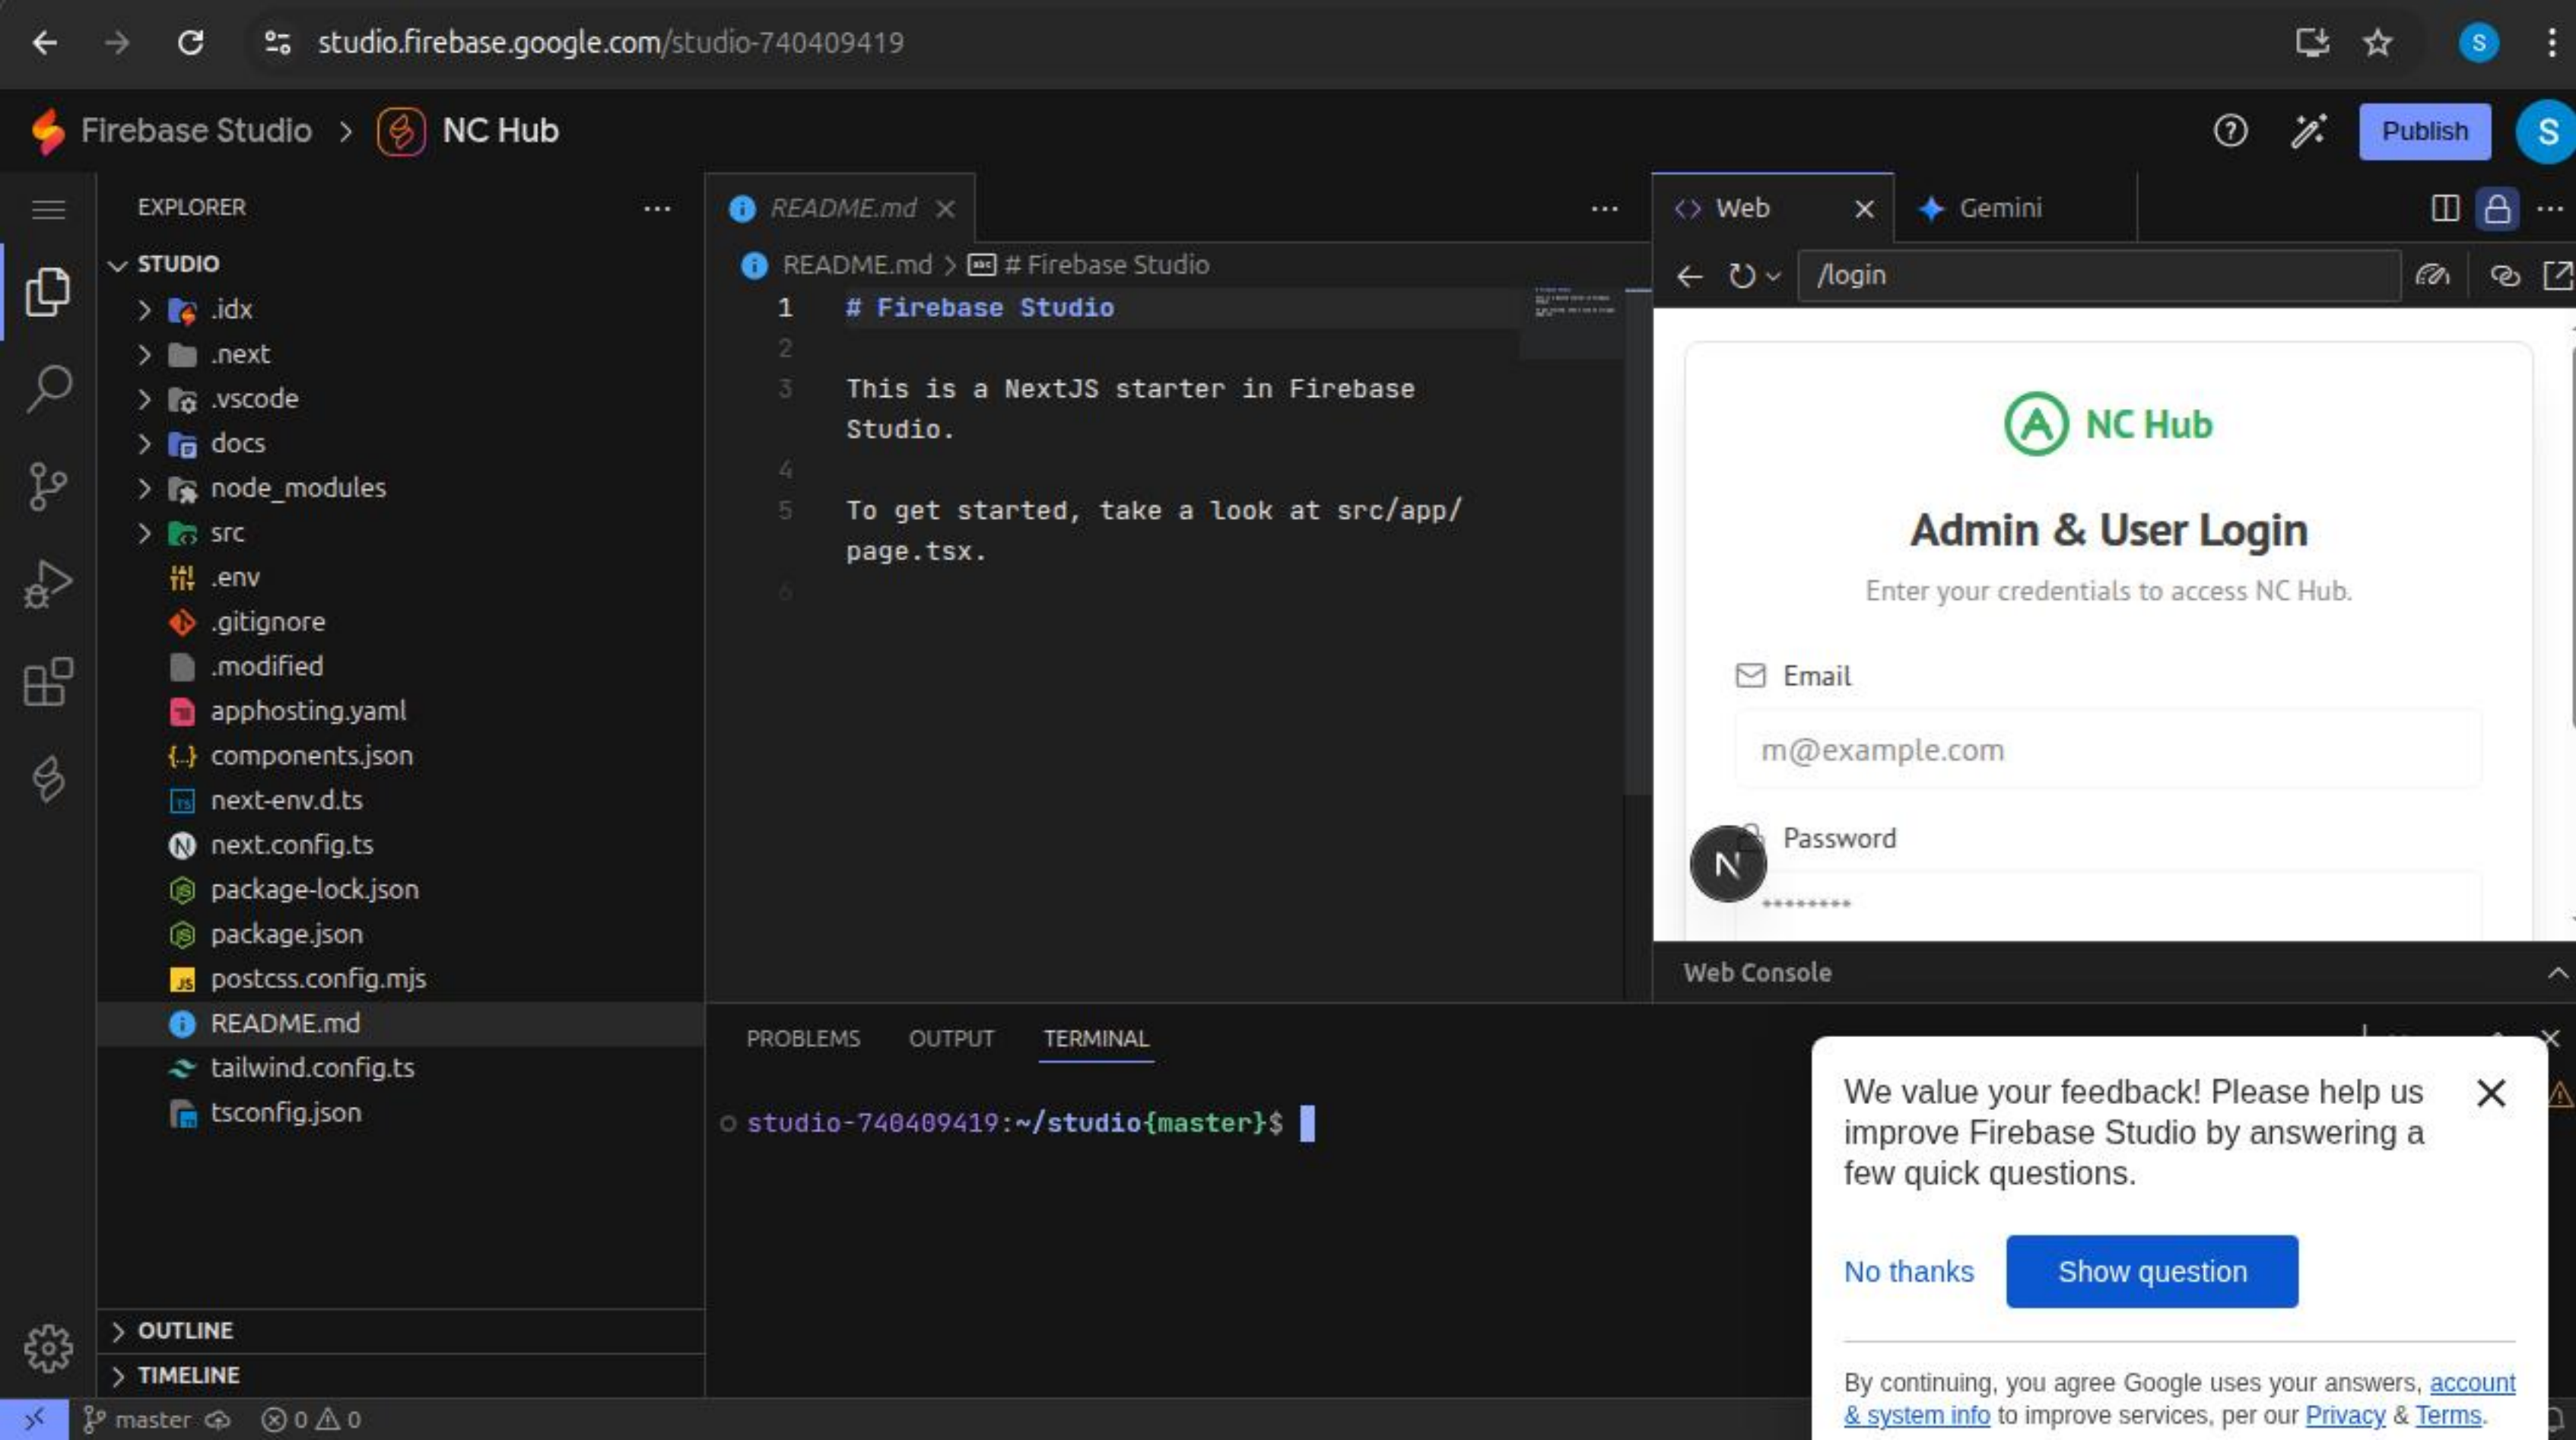 studio.firebase.google.com/studio-740409419
S
Firebase Studio > NC Hub
Publish
S
EXPLORER
STUDIO
.idx
.next
.vscode
docs
node_modules
src
.env
.gitignore
.modified
apphosting.yaml
components.json
next-env.d.ts
next.config.ts
package-lock.json
package.json
postcss.config.mjs
README.md
tailwind.config.ts
tsconfig.json
OUTLINE
TIMELINE
README.md
README.md > # Firebase Studio
1 # Firebase Studio
2
3 This is a NextJS starter in Firebase
Studio.
4
5 To get started, take a look at src/app/
page.tsx.
6
Web
Gemini
/login
NC Hub
Admin & User Login
Enter your credentials to access NC Hub.
Email
m@example.com
Password
********
N
Web Console
PROBLEMS OUTPUT TERMINAL
studio-740409419:~/studio{master}$
We value your feedback! Please help us
improve Firebase Studio by answering a
few quick questions.
No thanks
Show question
By continuing, you agree Google uses your answers, account
& system info to improve services, per our Privacy & Terms.
master 0 0